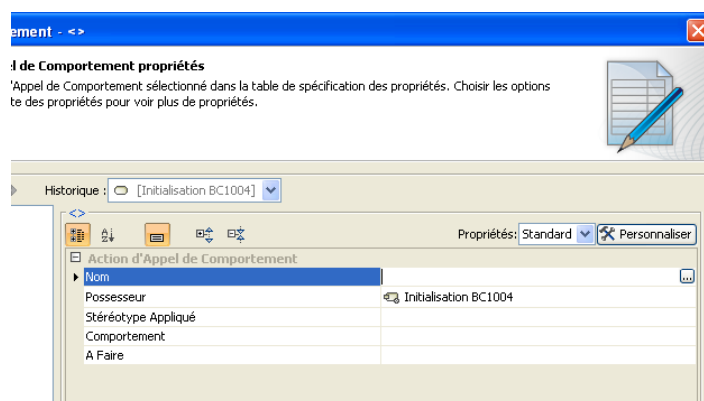 ement - <>
l de Comportement propriétés
'Appel de Comportement sélectionné dans la table de spécification des propriétés. Choisir les options
te des propriétés pour voir plus de propriétés.
Historique : [Initialisation BC1004]
<>
Propriétés: Standard Personnaliser
Action d'Appel de Comportement
Nom ...
Possesseur Initialisation BC1004
Stéréotype Appliqué
Comportement
A Faire